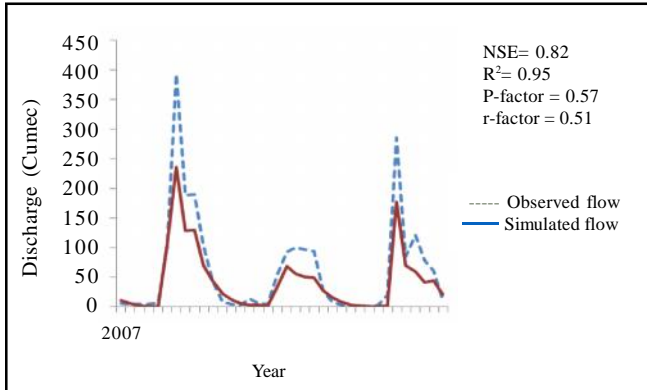 450
400
350
300
250
200
150
100
50
0
Discharge (Cumec)
2007
Year
NSE= 0.82
R²= 0.95
P-factor = 0.57
r-factor = 0.51
Observed flow
Simulated flow